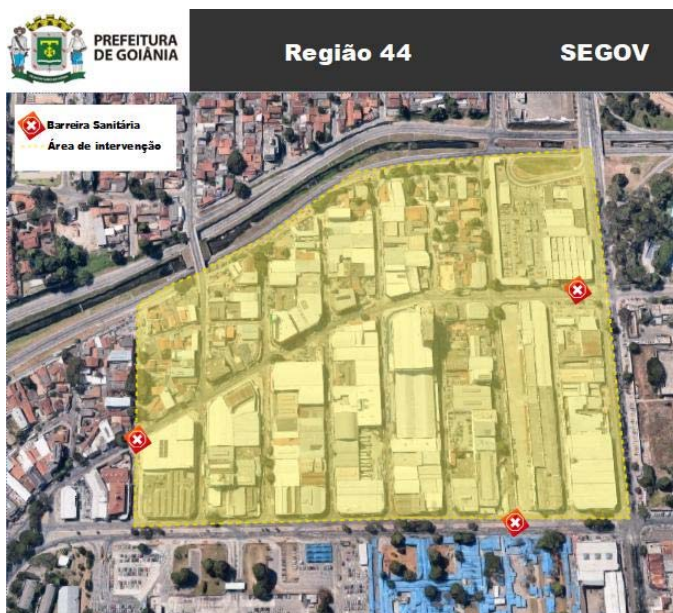 PREFEITURA
DE GOIÂNIA
Região 44
SEGOV
Barreira Sanitária
Área de intervenção